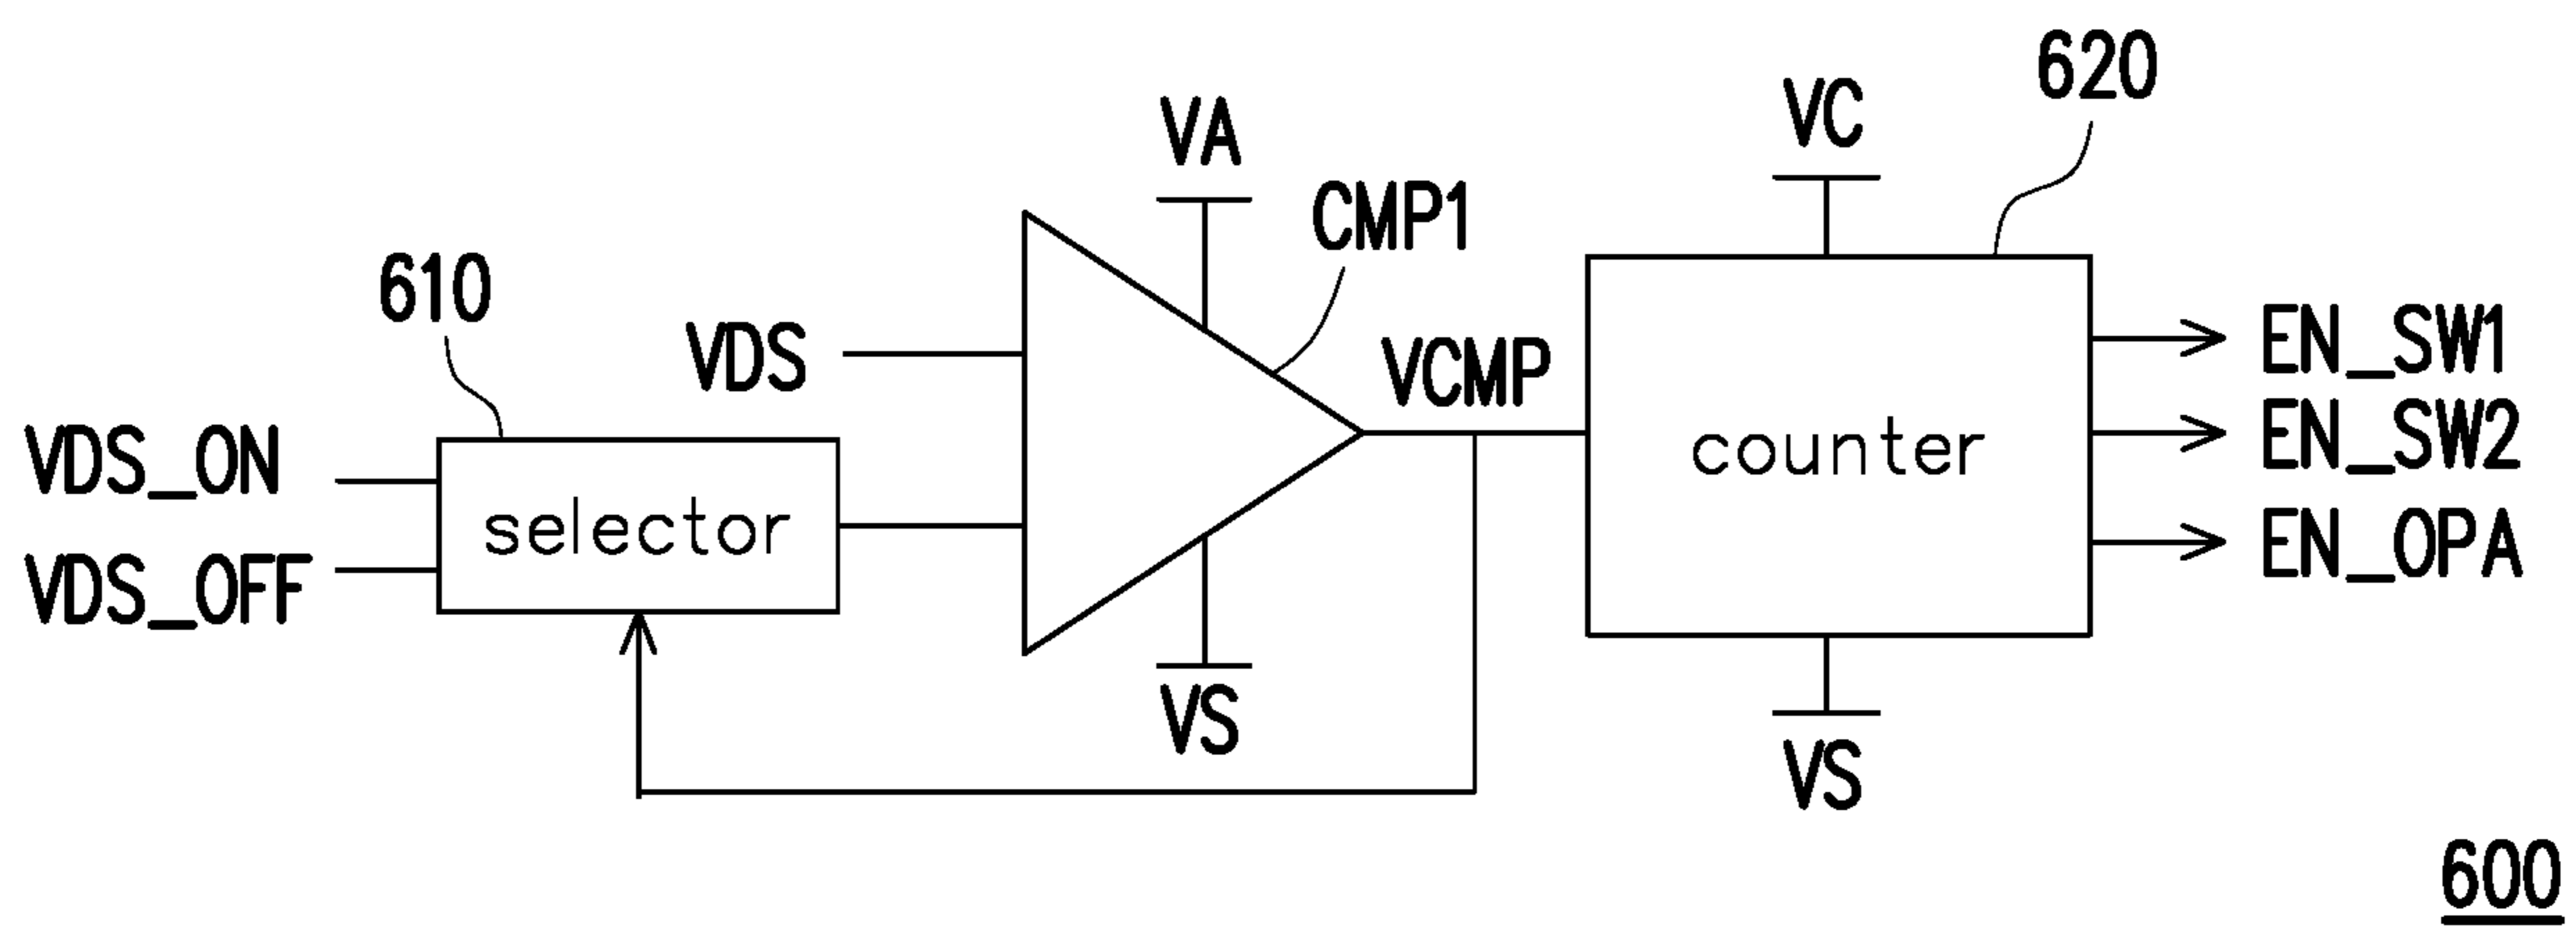 620
VC
VA
CMP1
610
VDS
VCMP
EN_SW1
VDS_ON
EN_SW2
counter
selector
VDS_OFF
EN_OPA
VS
VS
600